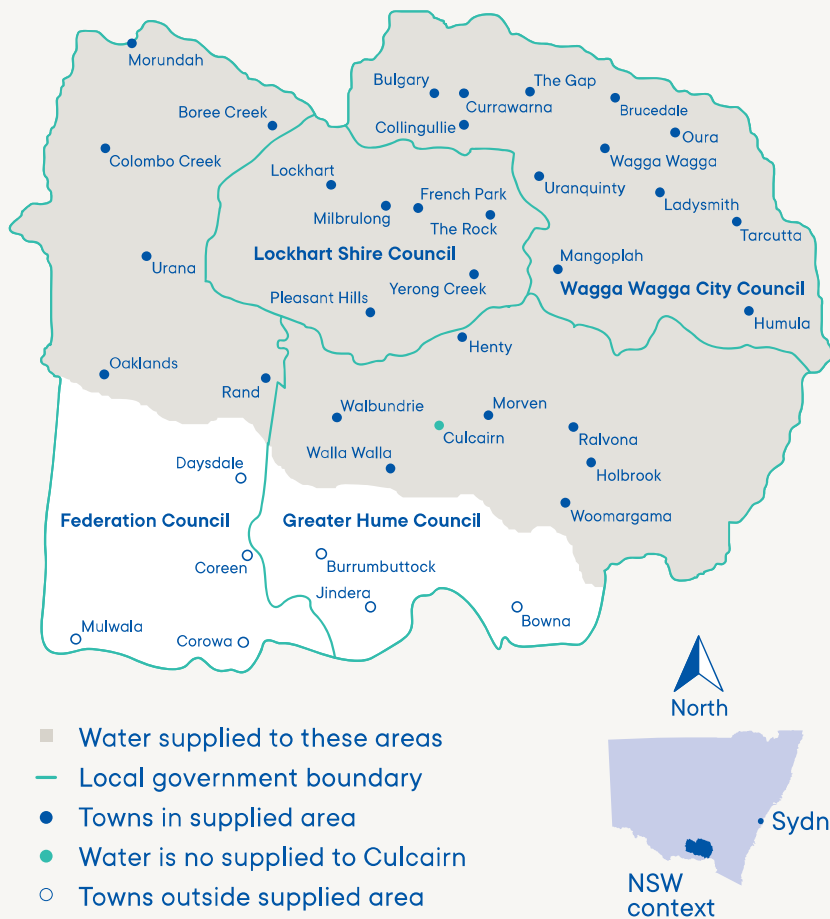 Morundah
Bulgary
The Gap
Currawarna
Brucedale
Boree Creek
Collingullie
Oura
Colombo Creek
Wagga Wagga
Lockhart
French Park
Uranquinty
Ladysmith
Milbrulong
The Rock
Tarcutta
Lockhart Shire Council
Mangoplah
Urana
Yerong Creek
Wagga Wagga City Council
Pleasant Hills
Humula
Henty
Oaklands
Rand
Walbundrie
Morven
Culcairn
Ralvona
Walla Walla
Holbrook
Daysdale
Woomargama
Federation Council
Greater Hume Council
Coreen
Burrumbuttock
Jindera
Bowna
Mulwala
Corowa
North
Water supplied to these areas
Local government boundary
Towns in supplied area
Water is no supplied to Culcairn
Towns outside supplied area
Sydn
NSW
context